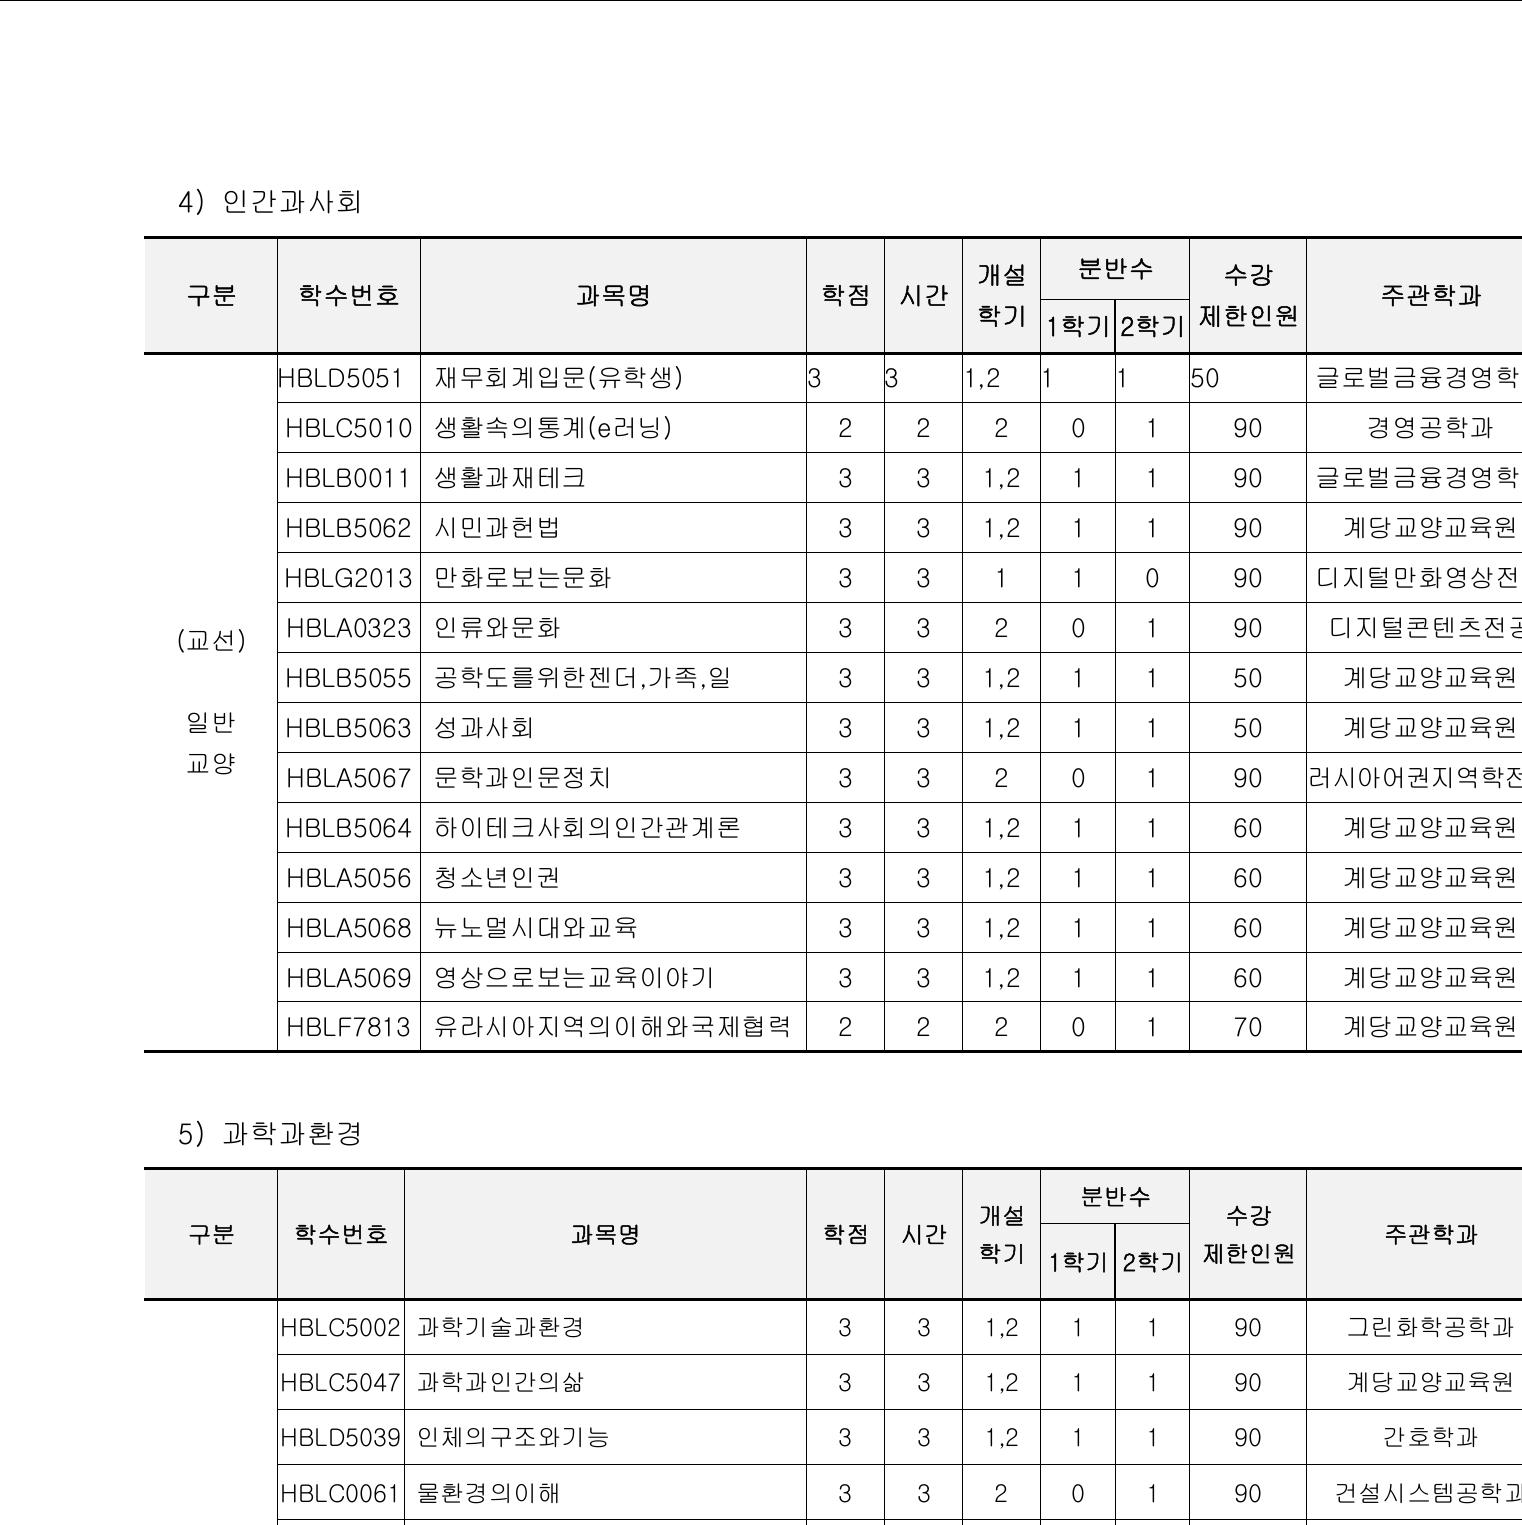 4) 인간과사회
구분 학수번호 과목명 학점 시간 개설 학기 분반수 1학기 2학기 수강 제한인원 주관학과
(교선) 일반 교양
HBLD5051 재무회계입문(유학생) 3 3 1,2 1 1 50 글로벌금융경영학
HBLC5010 생활속의통계(e러닝) 2 2 2 0 1 90 경영공학과
HBLB0011 생활과재테크 3 3 1,2 1 1 90 글로벌금융경영학
HBLB5062 시민과헌법 3 3 1,2 1 1 90 계당교양교육원
HBLG2013 만화로보는문화 3 3 1 1 0 90 디지털만화영상전
HBLA0323 인류와문화 3 3 2 0 1 90 디지털콘텐츠전공
HBLB5055 공학도를위한젠더,가족,일 3 3 1,2 1 1 50 계당교양교육원
HBLB5063 성과사회 3 3 1,2 1 1 50 계당교양교육원
HBLA5067 문학과인문정치 3 3 2 0 1 90 러시아어권지역학전
HBLB5064 하이테크사회의인간관계론 3 3 1,2 1 1 60 계당교양교육원
HBLA5056 청소년인권 3 3 1,2 1 1 60 계당교양교육원
HBLA5068 뉴노멀시대와교육 3 3 1,2 1 1 60 계당교양교육원
HBLA5069 영상으로보는교육이야기 3 3 1,2 1 1 60 계당교양교육원
HBLF7813 유라시아지역의이해와국제협력 2 2 2 0 1 70 계당교양교육원
5) 과학과환경
구분 학수번호 과목명 학점 시간 개설 학기 분반수 1학기 2학기 수강 제한인원 주관학과
HBLC5002 과학기술과환경 3 3 1,2 1 1 90 그린화학공학과
HBLC5047 과학과인간의삶 3 3 1,2 1 1 90 계당교양교육원
HBLD5039 인체의구조와기능 3 3 1,2 1 1 90 간호학과
HBLC0061 물환경의이해 3 3 2 0 1 90 건설시스템공학과